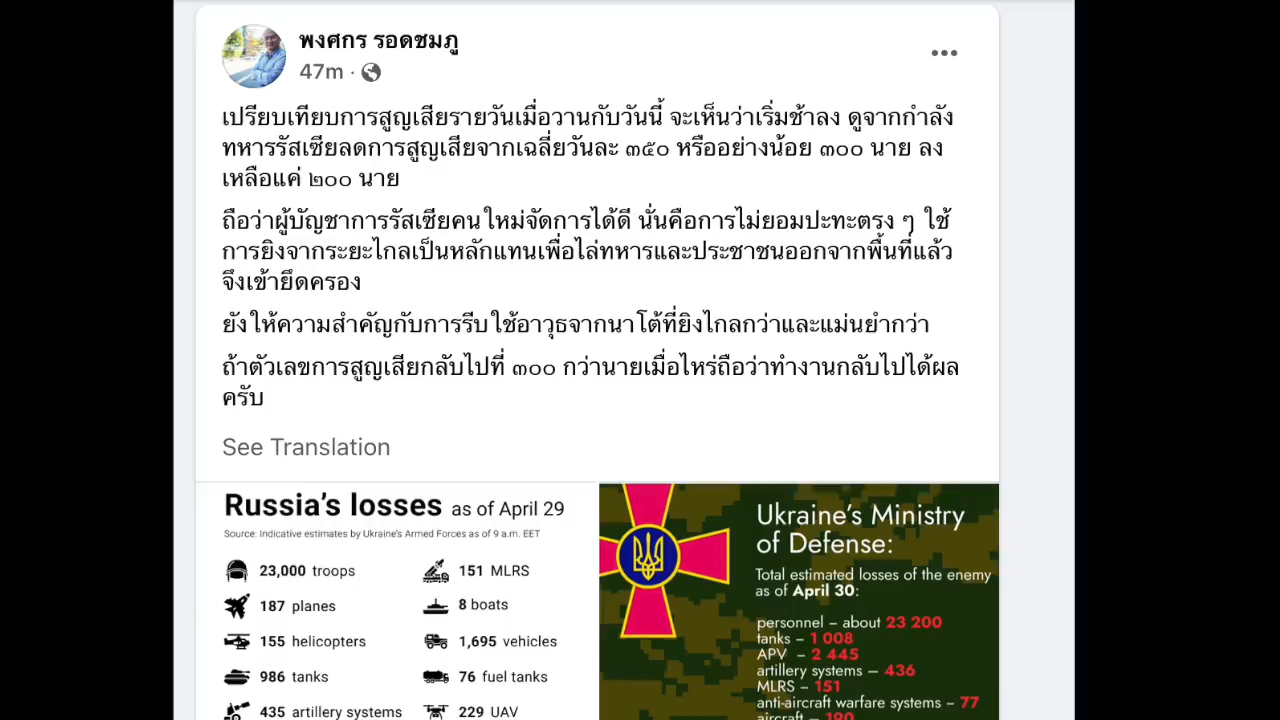 พงศกร รอดชมภู
47m ·
เปรียบเทียบการสูญเสียรายวันเมื่อวานกับวันนี้ จะเห็นว่าเริ่มช้าลง ดูจากกำลัง
ทหารรัสเซียลดการสูญเสียจากเฉลี่ยวันละ ๓๕๐ หรืออย่างน้อย ๓๐๐ นาย ลง
เหลือแค่ ๒๐๐ นาย
ถือว่าผู้บัญชาการรัสเซียคนใหม่จัดการได้ดี นั่นคือการไม่ยอมปะทะตรง ๆ ใช้
การยิงจากระยะไกลเป็นหลักแทนเพื่อไล่ทหารและประชาชนออกจากพื้นที่แล้ว
จึงเข้ายึดครอง
ยังให้ความสำคัญกับการรีบใช้อาวุธจากนาโต้ที่ยิงไกลกว่าและแม่นยำกว่า
ถ้าตัวเลขการสูญเสียกลับไปที่ ๓๐๐ กว่านายเมื่อไหร่ถือว่าทำงานกลับไปได้ผล
ครับ
See Translation
Russia's losses as of April 29
Source: Indicative estimates by Ukraine's Armed Forces as of 9 a.m. EET
23,000 troops
151 MLRS
187 planes
8 boats
155 helicopters
1,695 vehicles
986 tanks
76 fuel tanks
435 artillery systems
229 UAV
Ukraine's Ministry
of Defense:
Total estimated losses of the enemy
as of April 30:
personnel – about 23 200
tanks – 1 008
APV – 2 445
artillery systems – 436
MLRS - 151
anti-aircraft warfare systems - 77
aircraft – 190